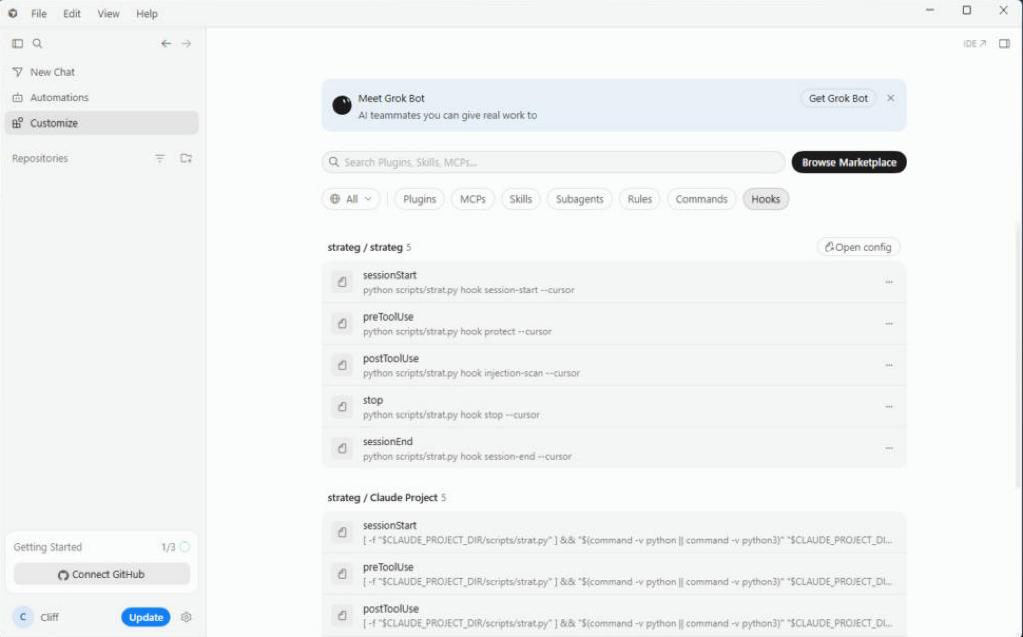 File Edit View Help
IDE
New Chat
Automations
Customize
Repositories
Meet Grok Bot
AI teammates you can give real work to
Get Grok Bot
Search Plugins, Skills, MCPs...
Browse Marketplace
All
Plugins
MCPs
Skills
Subagents
Rules
Commands
Hooks
strateg / strateg 5
Open config
sessionStart
python scripts/strat.py hook session-start --cursor
preToolUse
python scripts/strat.py hook protect --cursor
postToolUse
python scripts/strat.py hook injection-scan --cursor
stop
python scripts/strat.py hook stop --cursor
sessionEnd
python scripts/strat.py hook session-end --cursor
strateg / Claude Project 5
sessionStart
[ -f "$CLAUDE_PROJECT_DIR/scripts/strat.py" ] && "$(command -v python || command -v python3)" "$CLAUDE_PROJECT_DI...
preToolUse
[ -f "$CLAUDE_PROJECT_DIR/scripts/strat.py" ] && "$(command -v python || command -v python3)" "$CLAUDE_PROJECT_DI...
postToolUse
[ -f "$CLAUDE_PROJECT_DIR/scripts/strat.py" ] && "$(command -v python || command -v python3)" "$CLAUDE_PROJECT_DI...
Getting Started 1/3
Connect GitHub
C Cliff
Update